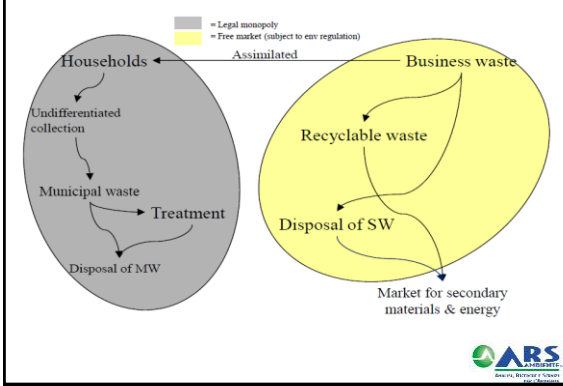 = Legal monopoly
= Free market (subject to env regulation)
Households
Assimilated
Business waste
Undifferentiated
collection
Recyclable waste
Municipal waste
Treatment
Disposal of SW
Disposal of MW
Market for secondary
materials & energy
ARS
AMBIENTE